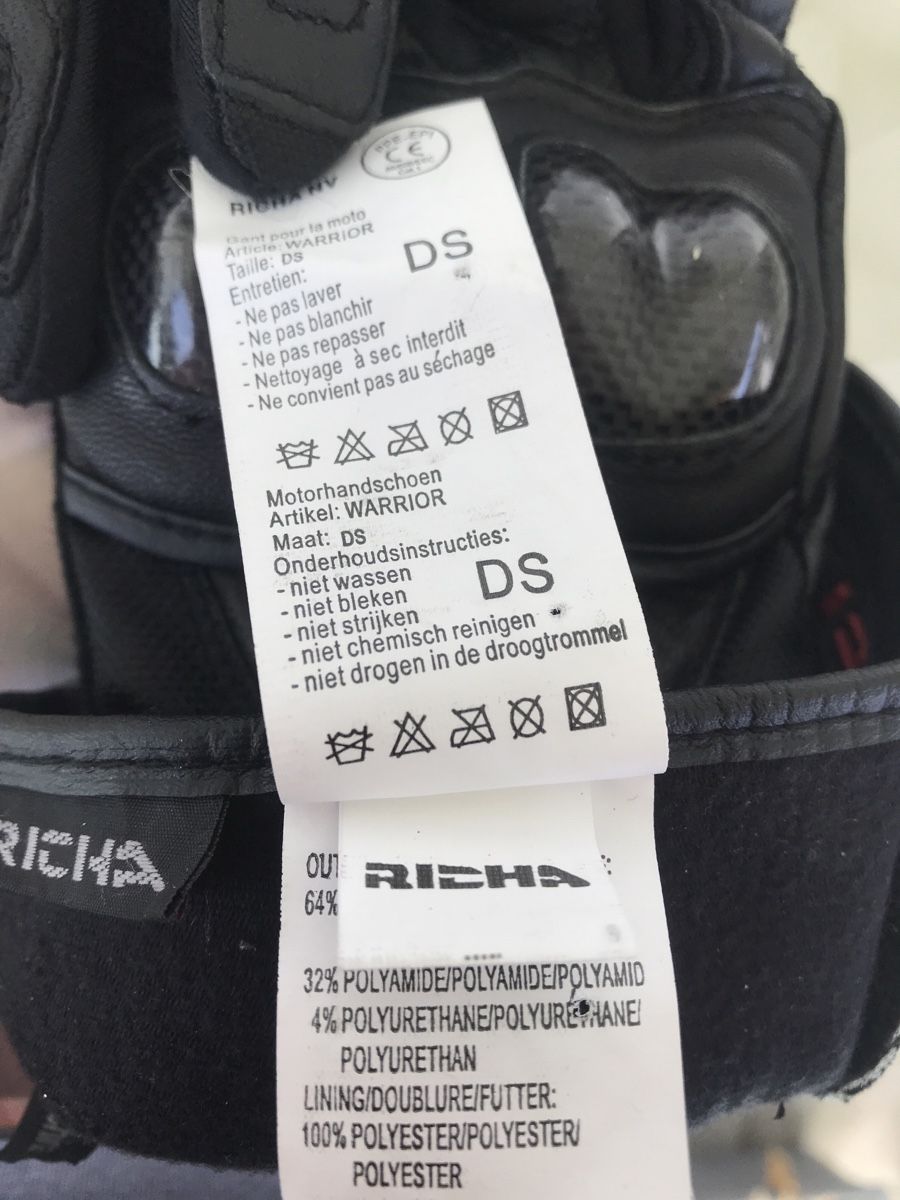 CE
RICHA NV
Gant pour la moto
Article: WARRIOR
Taille: DS
DS
Entretien:
- Ne pas laver
- Ne pas blanchir
- Ne pas repasser
- Nettoyage à sec interdit
- Ne convient pas au séchage
Motorhandschoen
Artikel: WARRIOR
Maat: DS
Onderhoudsinstructies:
- niet wassen
DS
- niet bleken
- niet strijken
- niet chemisch reinigen
- niet drogen in de droogtrommel
RICHA
RICHA
64%
32% POLYAMIDE/POLYAMIDE/POLYAMID
4% POLYURETHANE/POLYURETHANE/
POLYURETHAN
LINING/DOUBLURE/FUTTER:
100% POLYESTER/POLYESTER/
POLYESTER